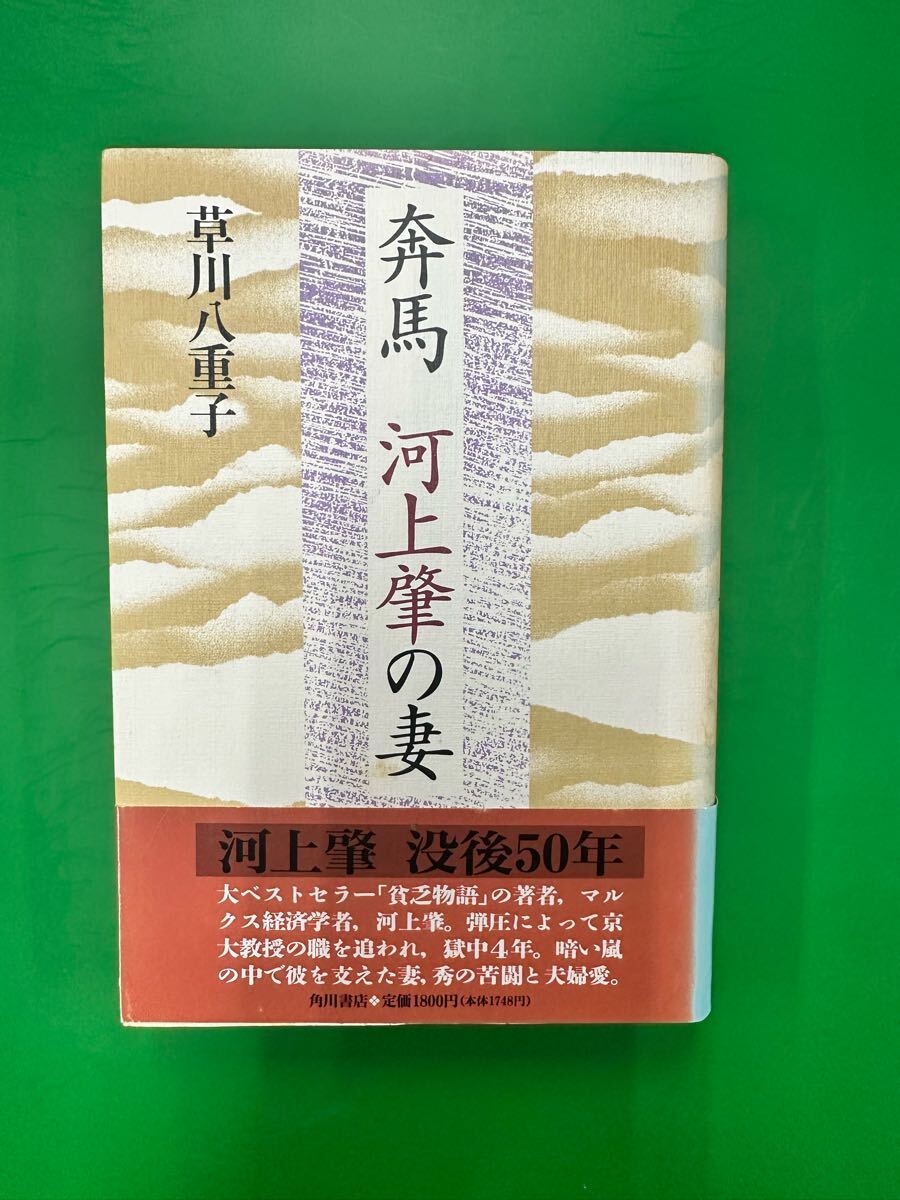 奔馬 河上肇の妻
草川八重子
河上肇 没後50年
大ベストセラー「貧乏物語」の著者，マル
クス経済学者，河上肇。弾圧によって京
大教授の職を追われ，獄中4年。暗い嵐
の中で彼を支えた妻，秀の苦闘と夫婦愛。
角川書店❖定価1800円(本体1748円)